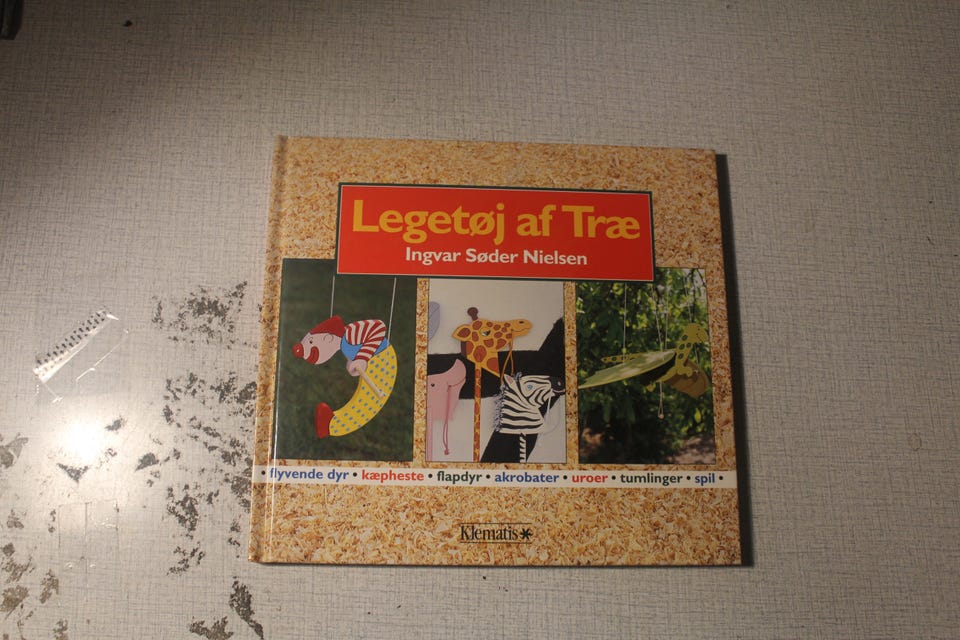 Legetøj af Træ
Ingvar Søder Nielsen
• flyvende dyr • kæpheste • flapdyr • akrobater • uroer • tumlinger • spil •
Klematis